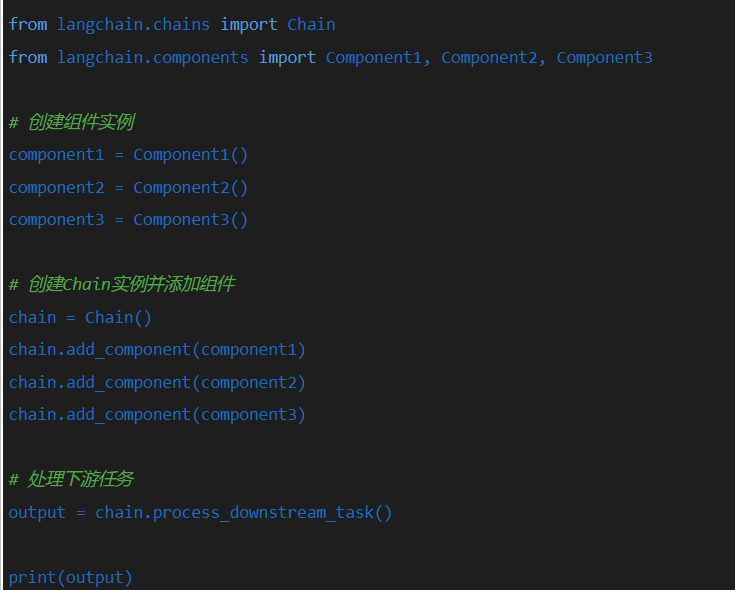 from langchain.chains import Chain
from langchain.components import Component1, Component2, Component3
# 创建组件实例
component1 = Component1()
component2 = Component2()
component3 = Component3()
# 创建Chain实例并添加组件
chain = Chain()
chain.add_component(component1)
chain.add_component(component2)
chain.add_component(component3)
# 处理下游任务
output = chain.process_downstream_task()
print(output)